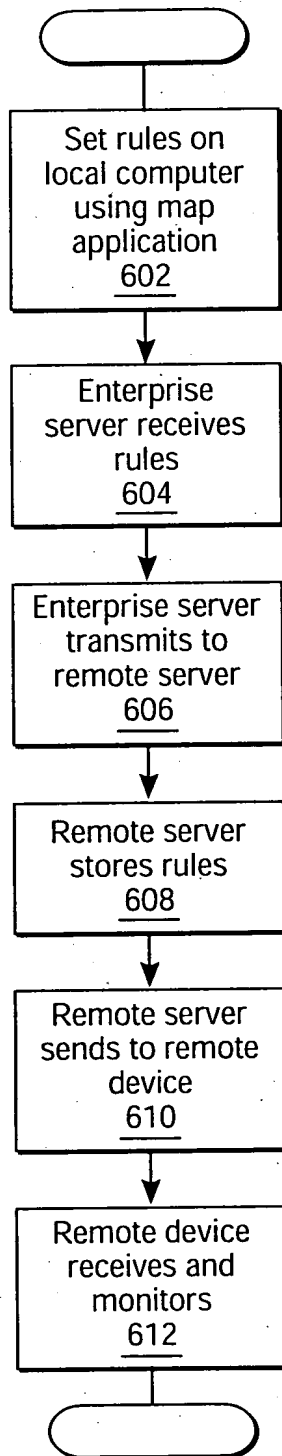 Set rules on
local computer
using map
application
602
Enterprise
server receives
rules
604
Enterprise server
transmits to
remote server
606
Remote server
stores rules
608
Remote server
sends to remote
device
610
Remote device
receives and
monitors
612